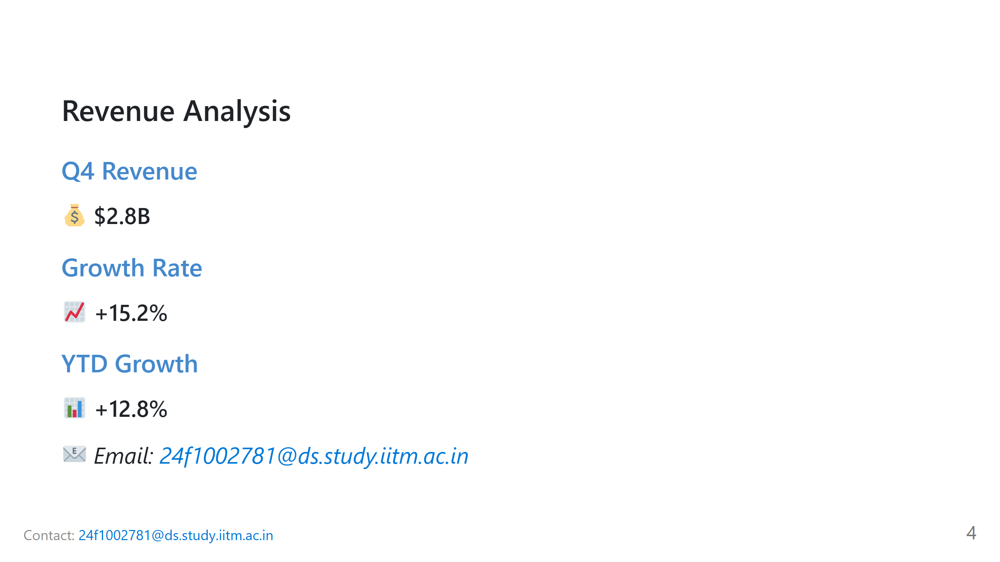 Revenue Analysis
Q4 Revenue
💰 $2.8B
Growth Rate
📈 +15.2%
YTD Growth
📊 +12.8%
📧 Email: 24f1002781@ds.study.iitm.ac.in
Contact: 24f1002781@ds.study.iitm.ac.in
4